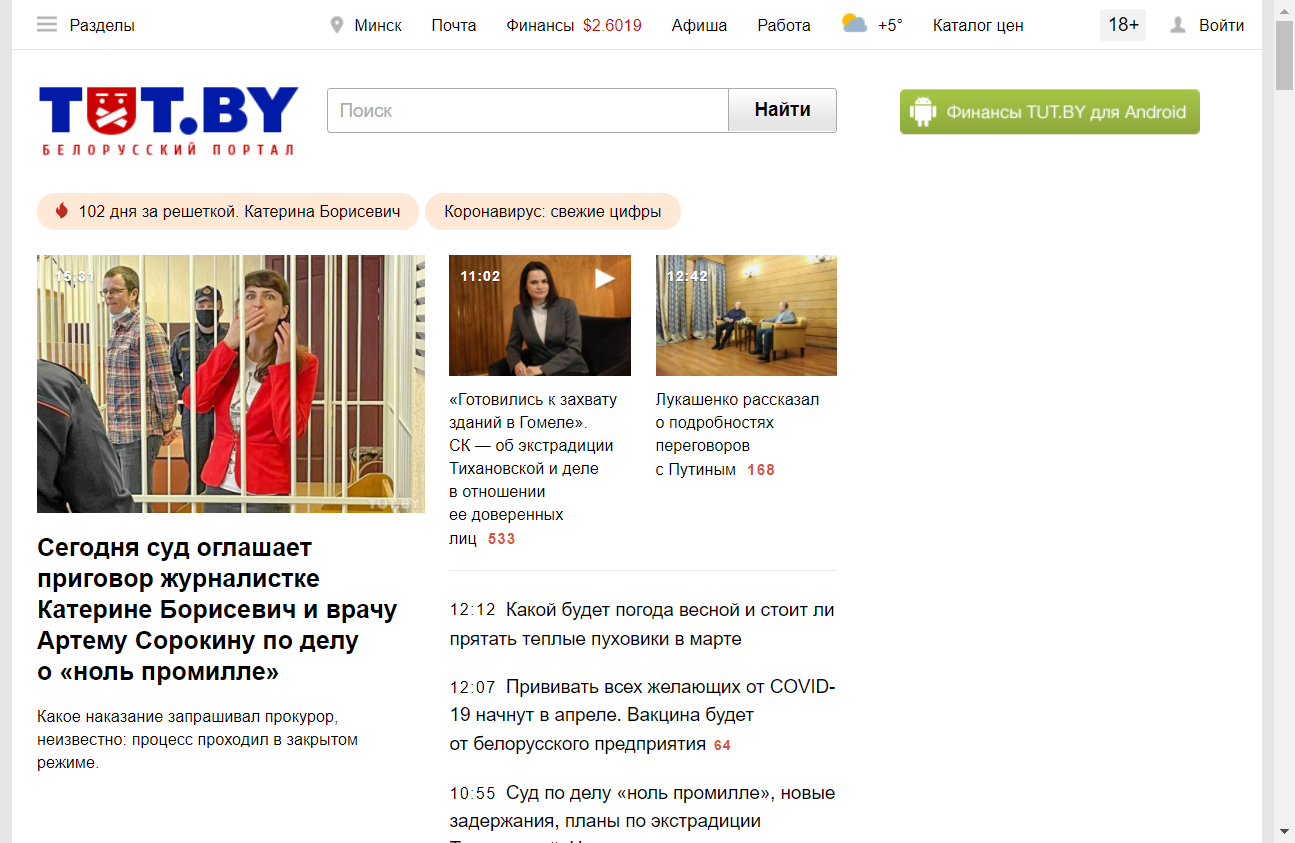 Разделы
Минск
Почта
Финансы $2.6019
Афиша
Работа
+5°
Каталог цен
18+
Войти
TUT.BY
БЕЛОРУССКИЙ ПОРТАЛ
Поиск
Найти
Финансы TUT.BY для Android
102 дня за решеткой. Катерина Борисевич
Коронавирус: свежие цифры
15:31
TUT.BY
Сегодня суд оглашает
приговор журналистке
Катерине Борисевич и врачу
Артему Сорокину по делу
о «ноль промилле»
Какое наказание запрашивал прокурор,
неизвестно: процесс проходил в закрытом
режиме.
11:02
«Готовились к захвату
зданий в Гомеле».
СК — об экстрадиции
Тихановской и деле
в отношении
ее доверенных
лиц 533
12:42
Лукашенко рассказал
о подробностях
переговоров
с Путиным 168
12:12 Какой будет погода весной и стоит ли
прятать теплые пуховики в марте
12:07 Прививать всех желающих от COVID-
19 начнут в апреле. Вакцина будет
от белорусского предприятия 64
10:55 Суд по делу «ноль промилле», новые
задержания, планы по экстрадиции